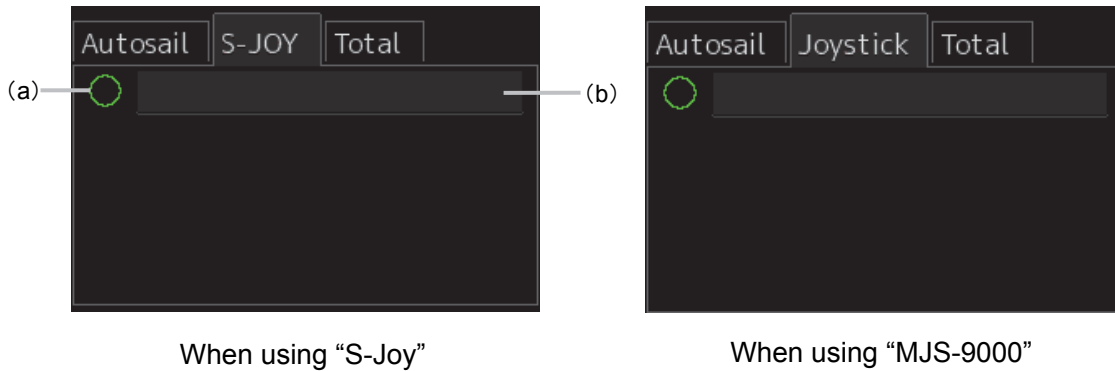 Autosail S-JOY Total
Autosail Joystick Total
(a)
(b)
When using “S-Joy”
When using “MJS-9000”